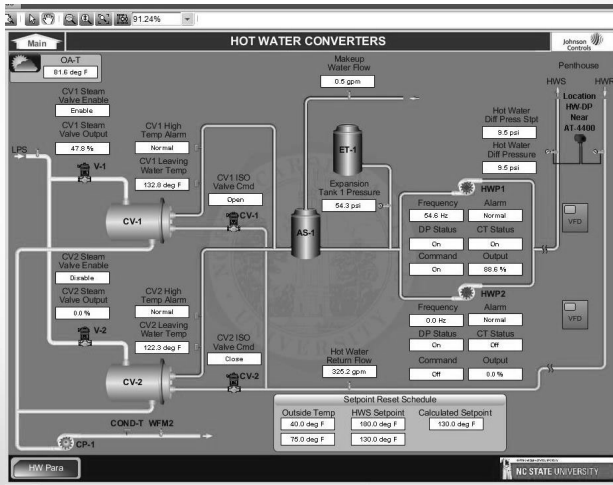 91.24%
Main
HOT WATER CONVERTERS
Johnson
Controls
OA-T
81.6 deg F
CV1 Steam
Valve Enable
Enable
CV1 Steam
Valve Output
47.8 %
LPS
V-1
CV1 High
Temp Alarm
Normal
CV1 Leaving
Water Temp
132.8 deg F
CV-1
CV1 ISO
Valve Cmd
Open
CV-1
CV2 Steam
Valve Enable
Disable
CV2 Steam
Valve Output
0.0 %
V-2
CV2 High
Temp Alarm
Normal
CV2 Leaving
Water Temp
122.3 deg F
CV-2
CV2 ISO
Valve Cmd
Close
CV-2
COND-T WFM2
CP-1
Makeup
Water Flow
0.5 gpm
ET-1
Expansion
Tank 1 Pressure
54.3 psi
AS-1
Hot Water
Return Flow
325.2 gpm
Hot Water
Diff Press Stpt
9.5 psi
Hot Water
Diff Pressure
9.5 psi
HWP1
Frequency Alarm
54.6 Hz Normal
DP Status CT Status
On On
Command Output
On 88.6 %
HWP2
Frequency Alarm
0.0 Hz Normal
DP Status CT Status
On Off
Command Output
Off 0.0 %
Penthouse
HWS HWR
Location
HW-DP
Near
AT-4400
VFD
VFD
Setpoint Reset Schedule
Outside Temp HWS Setpoint Calculated Setpoint
40.0 deg F 180.0 deg F 130.0 deg F
75.0 deg F 130.0 deg F
HW Para
NC STATE UNIVERSITY